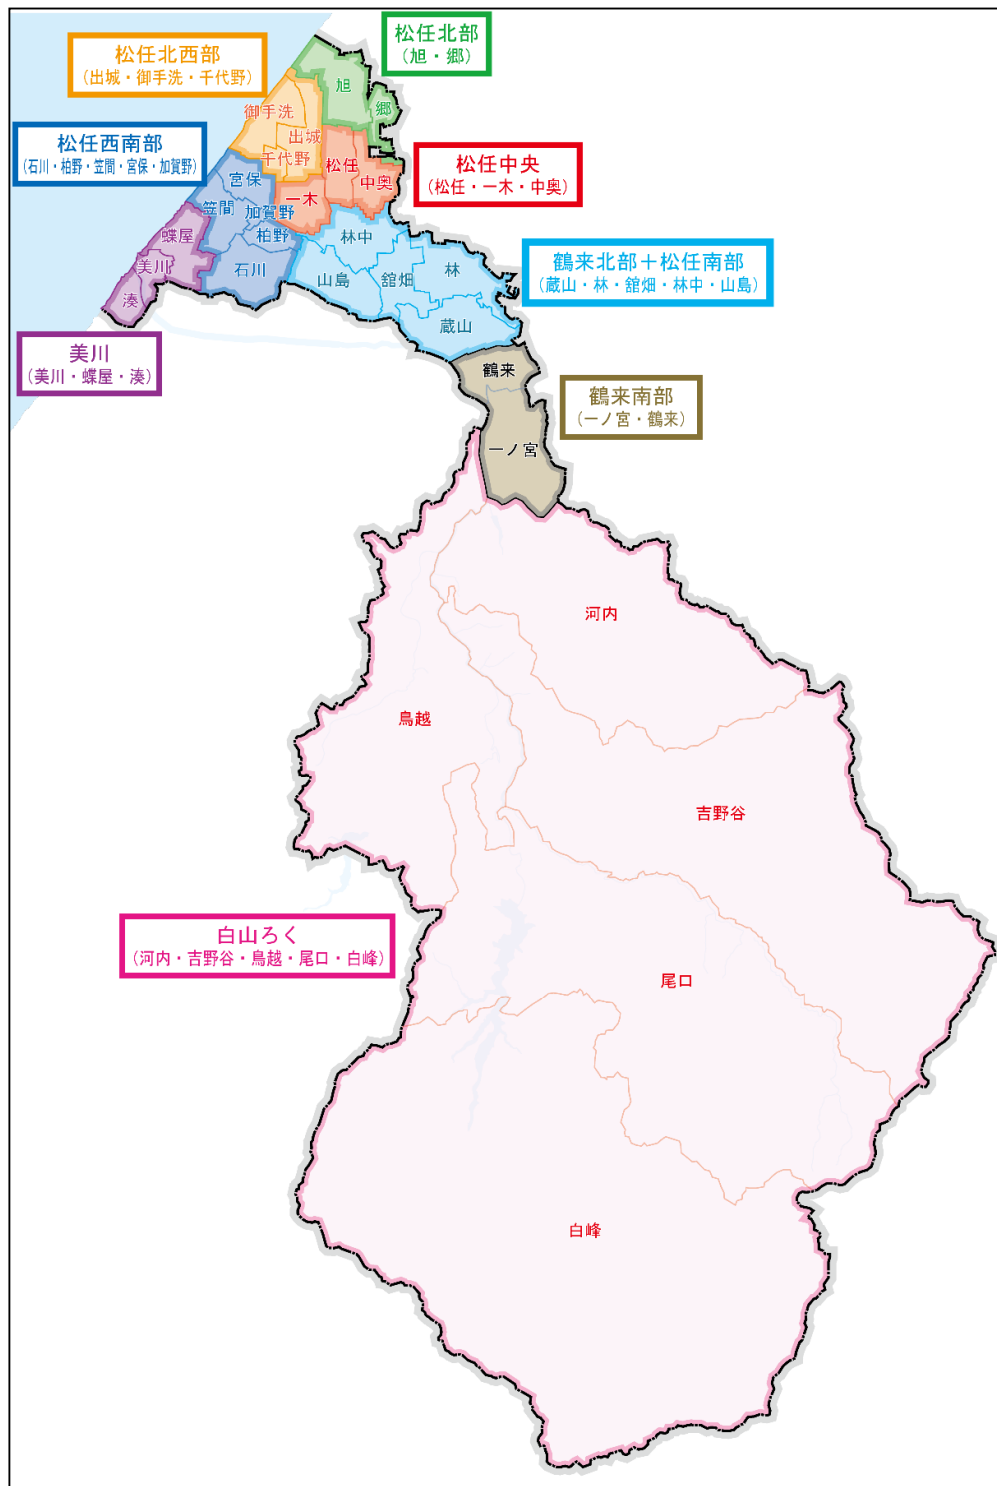 松任北部
(旭・郷)
松任北西部
(出城・御手洗・千代野)
旭
郷
御手洗
出城
千代野
松任西南部
(石川・柏野・笠間・宮保・加賀野)
松任
中奥
一木
松任中央
(松任・一木・中奥)
宮保
笠間
加賀野
柏野
石川
蝶屋
美川
湊
林中
林
山島
舘畑
蔵山
鶴来北部+松任南部
(蔵山・林・舘畑・林中・山島)
美川
(美川・蝶屋・湊)
鶴来
一ノ宮
鶴来南部
(一ノ宮・鶴来)
河内
鳥越
吉野谷
白山ろく
(河内・吉野谷・鳥越・尾口・白峰)
尾口
白峰